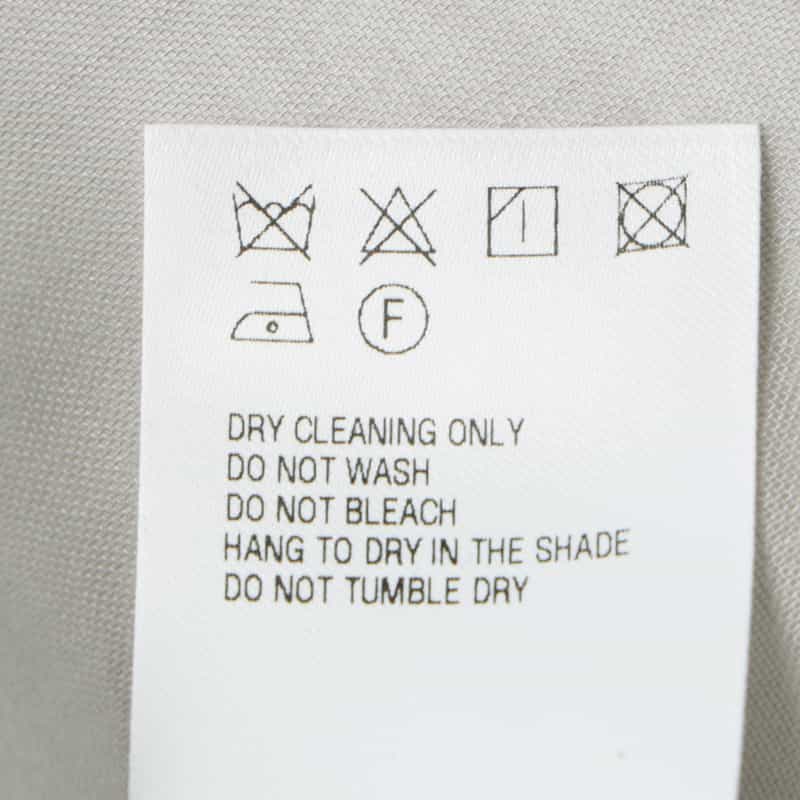 F
DRY CLEANING ONLY
DO NOT WASH
DO NOT BLEACH
HANG TO DRY IN THE SHADE
DO NOT TUMBLE DRY